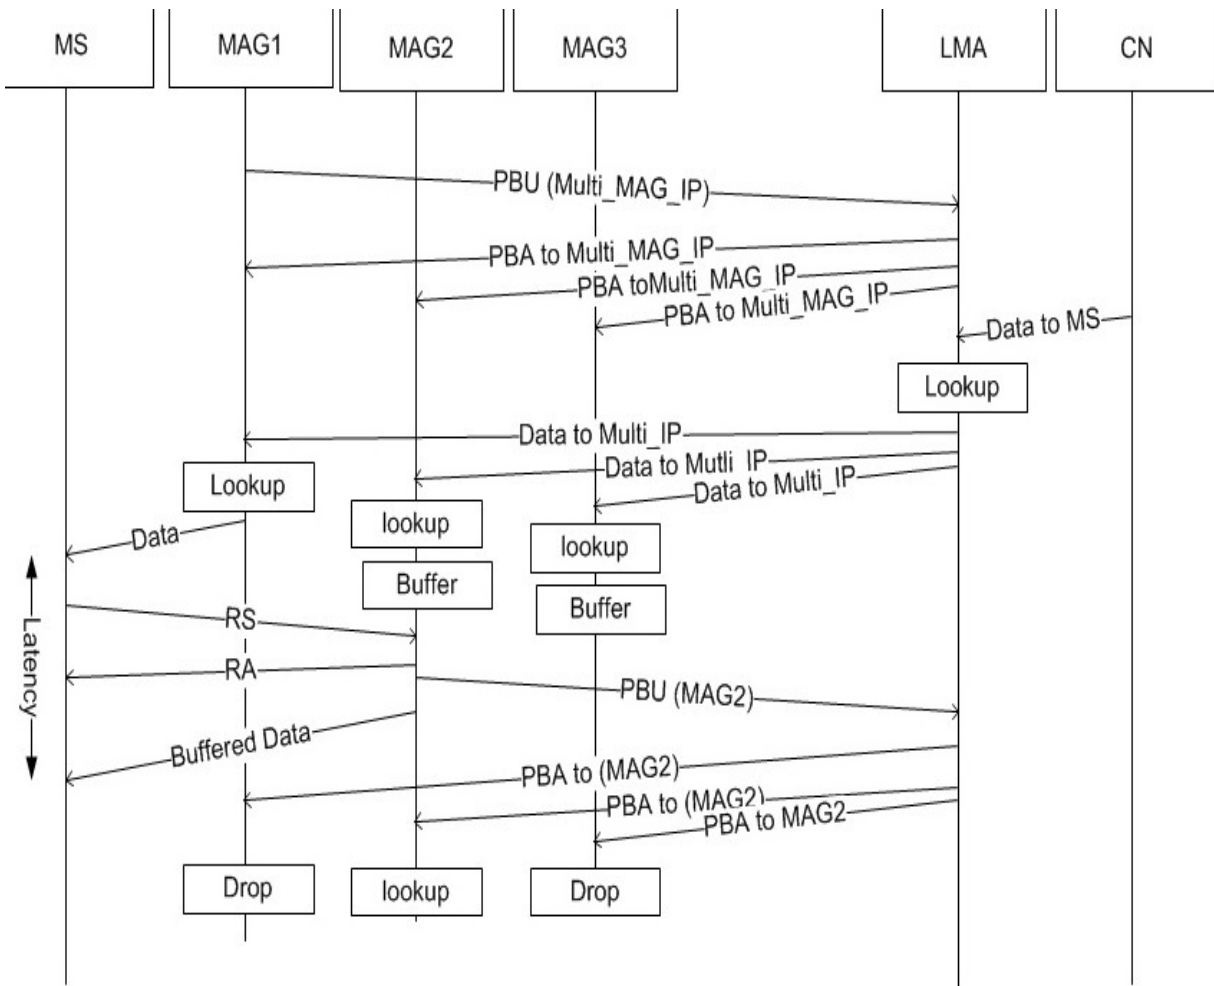 MS
MAG1
MAG2
MAG3
LMA
CN
PBU (Multi_MAG_IP)
PBA to Multi_MAG_IP
PBA toMulti_MAG_IP
PBA to Multi_MAG_IP
Data to MS
Lookup
Data to Multi_IP
Data to Mutli_IP
Data to Multi_IP
Lookup
lookup
lookup
Data
Buffer
Buffer
RS
Latency
RA
PBU (MAG2)
Buffered Data
PBA to (MAG2)
PBA to (MAG2)
PBA to MAG2
Drop
lookup
Drop